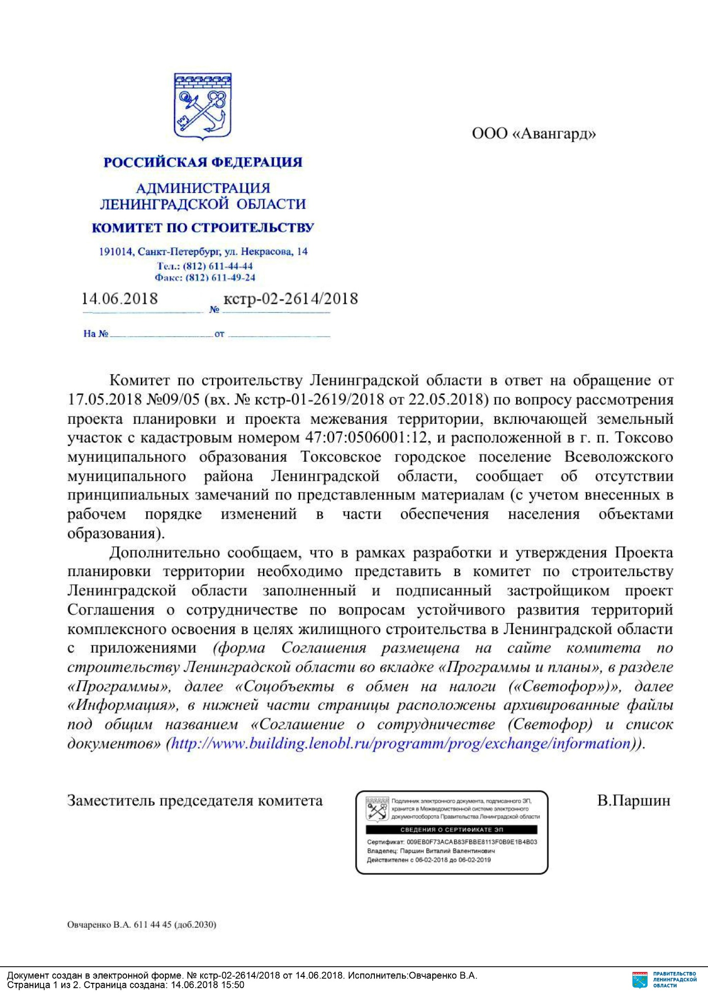 ООО «Авангард»
РОССИЙСКАЯ ФЕДЕРАЦИЯ
АДМИНИСТРАЦИЯ
ЛЕНИНГРАДСКОЙ ОБЛАСТИ
КОМИТЕТ ПО СТРОИТЕЛЬСТВУ
191014, Санкт-Петербург, ул. Некрасова, 14
Тел.: (812) 611-44-44
Факс: (812) 611-49-24
14.06.2018 № кстр-02-2614/2018
На № от
Комитет по строительству Ленинградской области в ответ на обращение от
17.05.2018 №09/05 (вх. № кстр-01-2619/2018 от 22.05.2018) по вопросу рассмотрения
проекта планировки и проекта межевания территории, включающей земельный
участок с кадастровым номером 47:07:0506001:12, и расположенной в г. п. Токсово
муниципального образования Токсовское городское поселение Всеволожского
муниципального района Ленинградской области, сообщает об отсутствии
принципиальных замечаний по представленным материалам (с учетом внесенных в
рабочем порядке изменений в части обеспечения населения объектами
образования).
Дополнительно сообщаем, что в рамках разработки и утверждения Проекта
планировки территории необходимо представить в комитет по строительству
Ленинградской области заполненный и подписанный застройщиком проект
Соглашения о сотрудничестве по вопросам устойчивого развития территорий
комплексного освоения в целях жилищного строительства в Ленинградской области
с приложениями (форма Соглашения размещена на сайте комитета по
строительству Ленинградской области во вкладке «Программы и планы», в разделе
«Программы», далее «Соцобъекты в обмен на налоги («Светофор»)», далее
«Информация», в нижней части страницы расположены архивированные файлы
под общим названием «Соглашение о сотрудничестве (Светофор) и список
документов» (http://www.building.lenobl.ru/programm/prog/exchange/information)).
Заместитель председателя комитета
В.Паршин
Подлинник электронного документа, подписанного ЭП,
хранится в Межведомственной системе электронного
документооборота Правительства Ленинградской области
СВЕДЕНИЯ О СЕРТИФИКАТЕ ЭП
Сертификат: 009EB0F73ACAB83FBBE8113F0B9E1B4B03
Владелец: Паршин Виталий Валентинович
Действителен с 06-02-2018 до 06-02-2019
Овчаренко В.А. 611 44 45 (доб.2030)
Документ создан в электронной форме. № кстр-02-2614/2018 от 14.06.2018. Исполнитель:Овчаренко В.А.
Страница 1 из 2. Страница создана: 14.06.2018 15:50
ПРАВИТЕЛЬСТВО
ЛЕНИНГРАДСКОЙ
ОБЛАСТИ